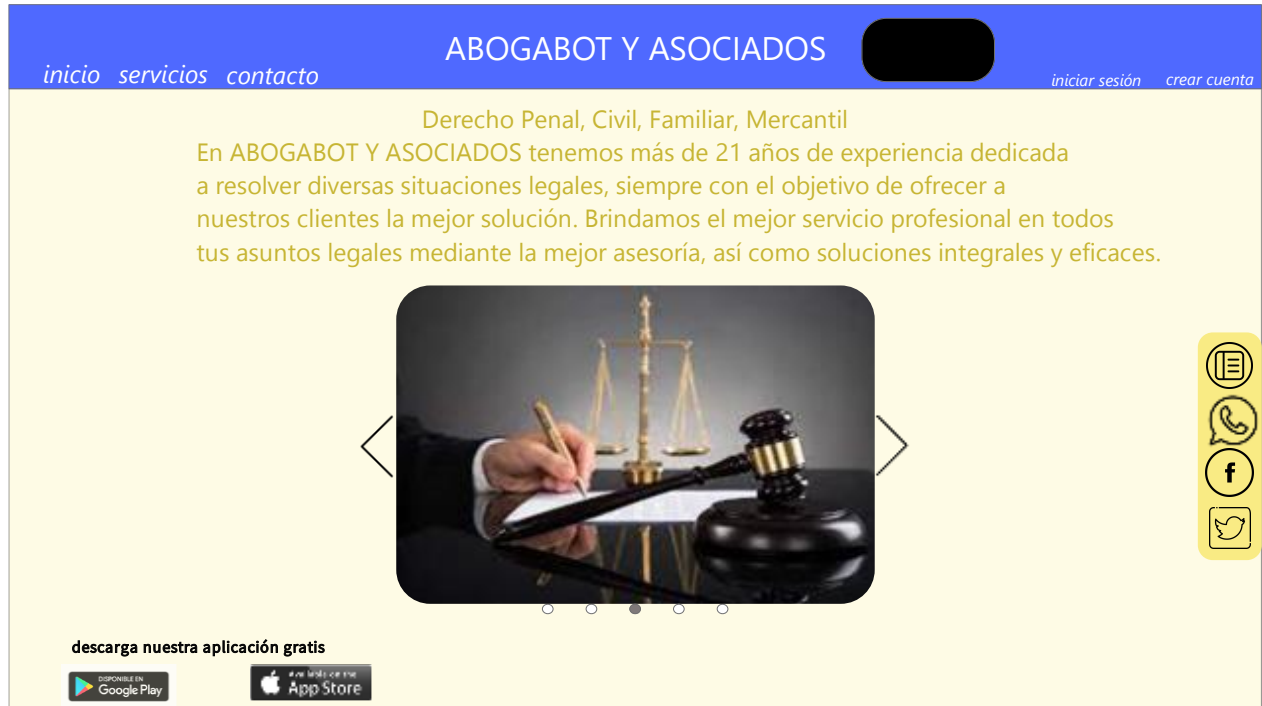 ABOGABOT Y ASOCIADOS
inicio servicios contacto
iniciar sesión crear cuenta
Derecho Penal, Civil, Familiar, Mercantil
En ABOGABOT Y ASOCIADOS tenemos más de 21 años de experiencia dedicada
a resolver diversas situaciones legales, siempre con el objetivo de ofrecer a
nuestros clientes la mejor solución. Brindamos el mejor servicio profesional en todos
tus asuntos legales mediante la mejor asesoría, así como soluciones integrales y eficaces.
f
descarga nuestra aplicación gratis
DISPONIBLE EN
Google Play
Available on the
App Store